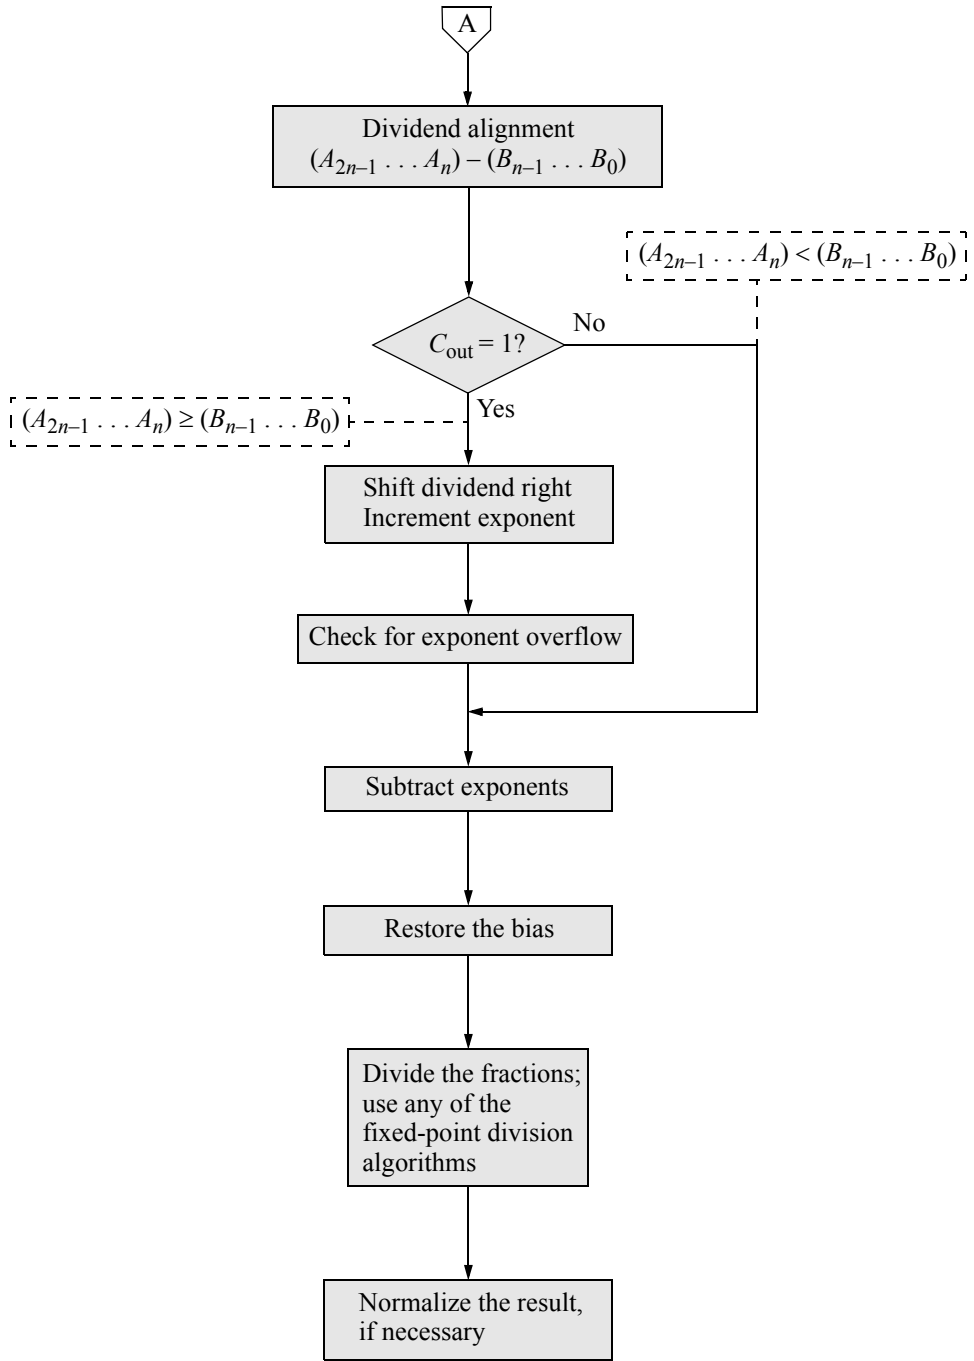 A
Dividend alignment
(A₂ₙ₋₁ . . . Aₙ) – (Bₙ₋₁ . . . B₀)
(A₂ₙ₋₁ . . . Aₙ) < (Bₙ₋₁ . . . B₀)
No
C_out = 1?
Yes
(A₂ₙ₋₁ . . . Aₙ) ≥ (Bₙ₋₁ . . . B₀)
Shift dividend right
Increment exponent
Check for exponent overflow
Subtract exponents
Restore the bias
Divide the fractions;
use any of the
fixed-point division
algorithms
Normalize the result,
if necessary